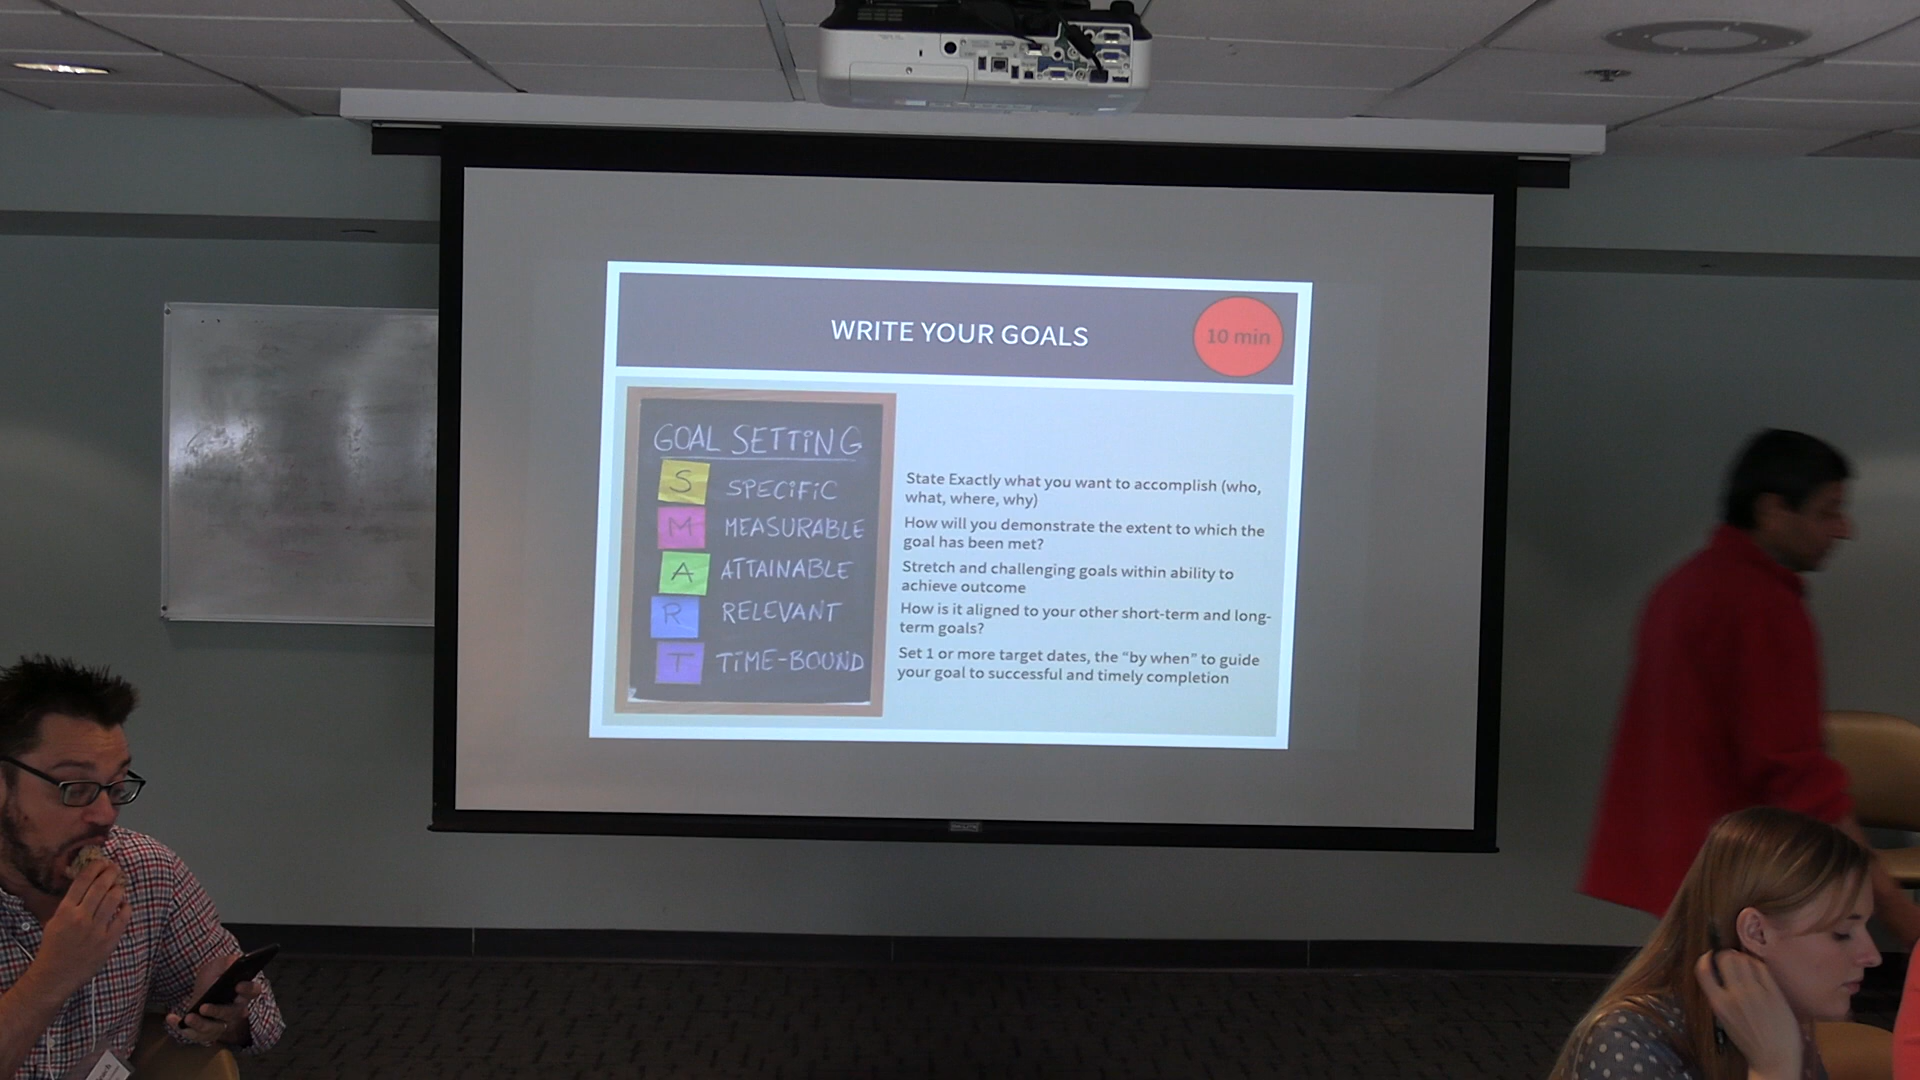 WRITE YOUR GOALS
10 min
GOAL SETTiNG
S SPECiFiC
State Exactly what you want to accomplish (who,
what, where, why)
M MEASURABLE
How will you demonstrate the extent to which the
goal has been met?
A ATTAiNABLE
Stretch and challenging goals within ability to
achieve outcome
R RELEVANT
How is it aligned to your other short-term and long-
term goals?
T TiME-BOUND
Set 1 or more target dates, the “by when” to guide
your goal to successful and timely completion